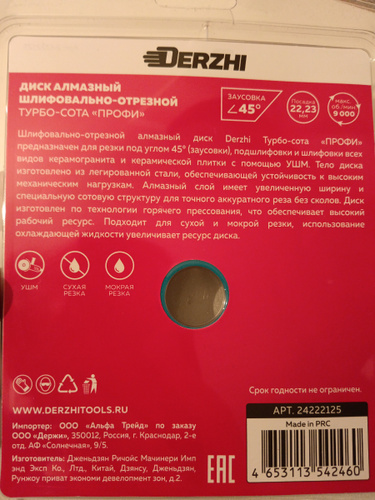 DERZHI
ДИСК АЛМАЗНЫЙ
ШЛИФОВАЛЬНО-ОТРЕЗНОЙ
ТУРБО-СОТА «ПРОФИ»
ЗАУСОВКА
∠45°
Посадка
22,23
мм
макс.
об./мин
9 000
Шлифовально-отрезной алмазный диск Derzhi Турбо-сота «ПРОФИ»
предназначен для резки под углом 45° (заусовки), подшлифовки и шлифовки всех
видов керамогранита и керамической плитки с помощью УШМ. Тело диска
изготовлено из легированной стали, обеспечивающей устойчивость к высоким
механическим нагрузкам. Алмазный слой имеет увеличенную ширину и
специальную сотовую структуру для точного аккуратного реза без сколов. Диск
изготовлен по технологии горячего прессования, что обеспечивает высокий
рабочий ресурс. Подходит для сухой и мокрой резки, использование
охлаждающей жидкости увеличивает ресурс диска.
УШМ
СУХАЯ
РЕЗКА
МОКРАЯ
РЕЗКА
Срок годности не ограничен.
WWW.DERZHITOOLS.RU
Импортер: ООО «Альфа Трейд» по заказу
ООО «Держи», 350012, Россия, г. Краснодар, 2-е
отд. АФ «Солнечная», 9/5.
Изготовитель: Дженьдзян Ричойс Машинери Имп
энд Эксп Ко., Лтд., Китай, Дзянсу, Дженьдзян,
Рунжоу приват экономи девелопмент зон, д.2.
EAC
АРТ. 24222125
Made in PRC
4 653113 542460